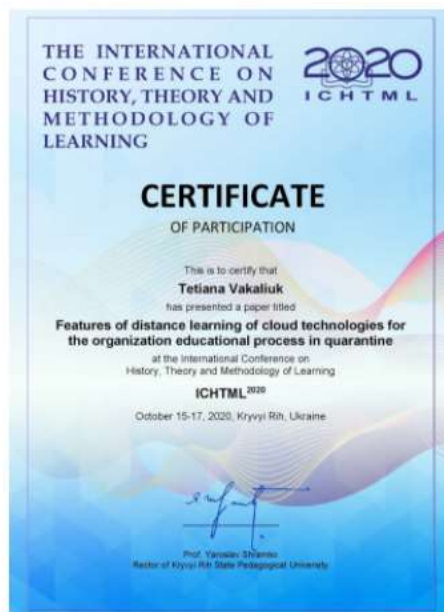 THE INTERNATIONAL
CONFERENCE ON
HISTORY, THEORY AND
METHODOLOGY OF
LEARNING
2020
ICHTML
CERTIFICATE
OF PARTICIPATION
This is to certify that
Tetiana Vakaliuk
has presented a paper titled
Features of distance learning of cloud technologies for
the organization educational process in quarantine
at the International Conference on
History, Theory and Methodology of Learning
ICHTML²⁰²⁰
October 15-17, 2020, Kryvyi Rih, Ukraine
Prof. Yaroslav Shramko
Rector of Kryvyi Rih State Pedagogical University